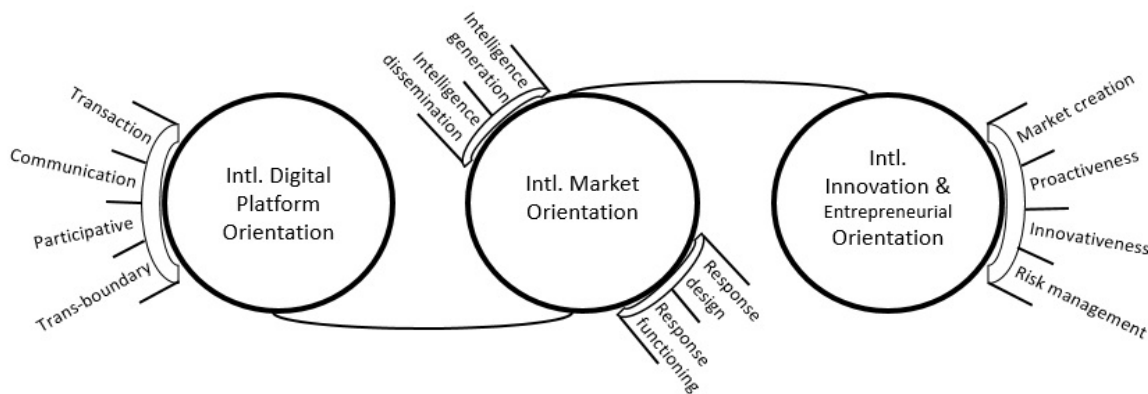 Transaction
Communication
Participative
Trans-boundary
Intl. Digital
Platform
Orientation
Intelligence
generation
Intelligence
dissemination
Intl. Market
Orientation
Response
design
Response
functioning
Intl.
Innovation &
Entrepreneurial
Orientation
Market creation
Proactiveness
Innovativeness
Risk management